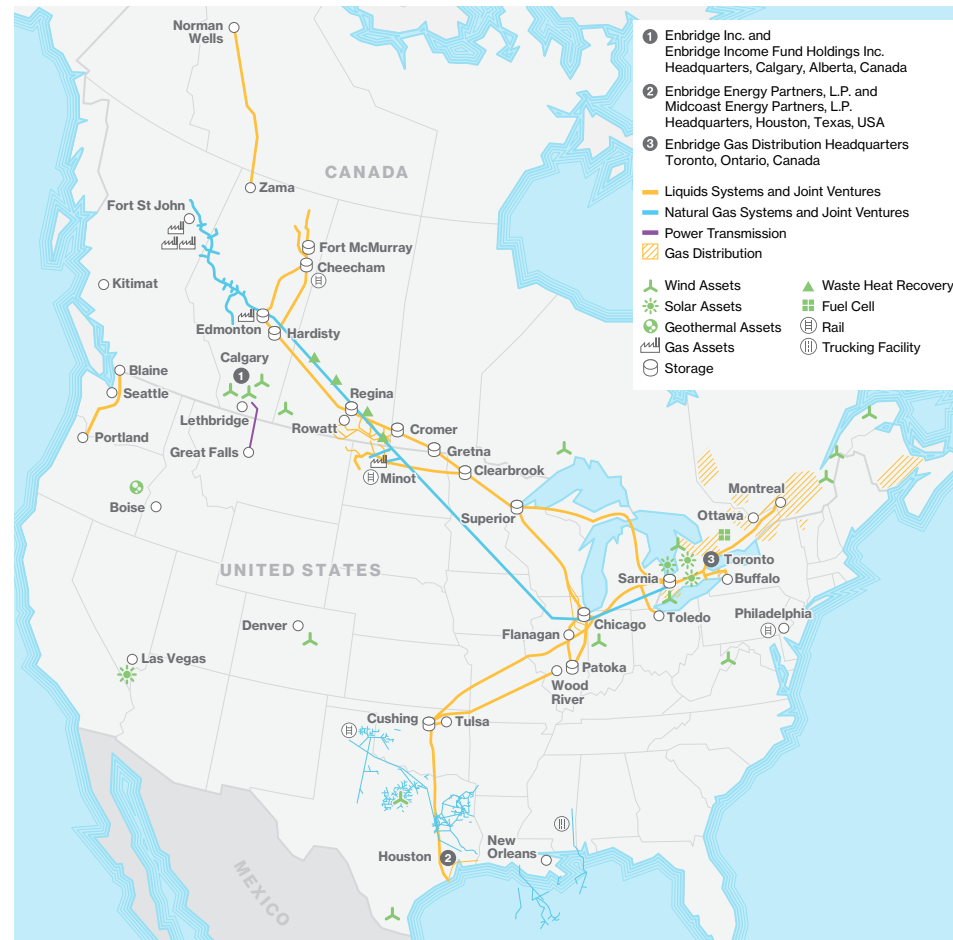 Norman
Wells
CANADA
Zama
Fort St John
Fort McMurray
Cheecham
Kitimat
Edmonton
Hardisty
Calgary
1
Blaine
Seattle
Regina
Lethbridge
Rowatt
Cromer
Portland
Great Falls
Gretna
Minot
Clearbrook
Boise
Superior
Montreal
Ottawa
UNITED STATES
3
Toronto
Sarnia
Buffalo
Denver
Chicago
Toledo
Philadelphia
Flanagan
Las Vegas
Patoka
Wood
River
Cushing
Tulsa
Houston
2
New
Orleans
MEXICO
1 Enbridge Inc. and
Enbridge Income Fund Holdings Inc.
Headquarters, Calgary, Alberta, Canada
2 Enbridge Energy Partners, L.P. and
Midcoast Energy Partners, L.P.
Headquarters, Houston, Texas, USA
3 Enbridge Gas Distribution Headquarters
Toronto, Ontario, Canada
Liquids Systems and Joint Ventures
Natural Gas Systems and Joint Ventures
Power Transmission
Gas Distribution
Wind Assets
Solar Assets
Geothermal Assets
Gas Assets
Storage
Waste Heat Recovery
Fuel Cell
Rail
Trucking Facility